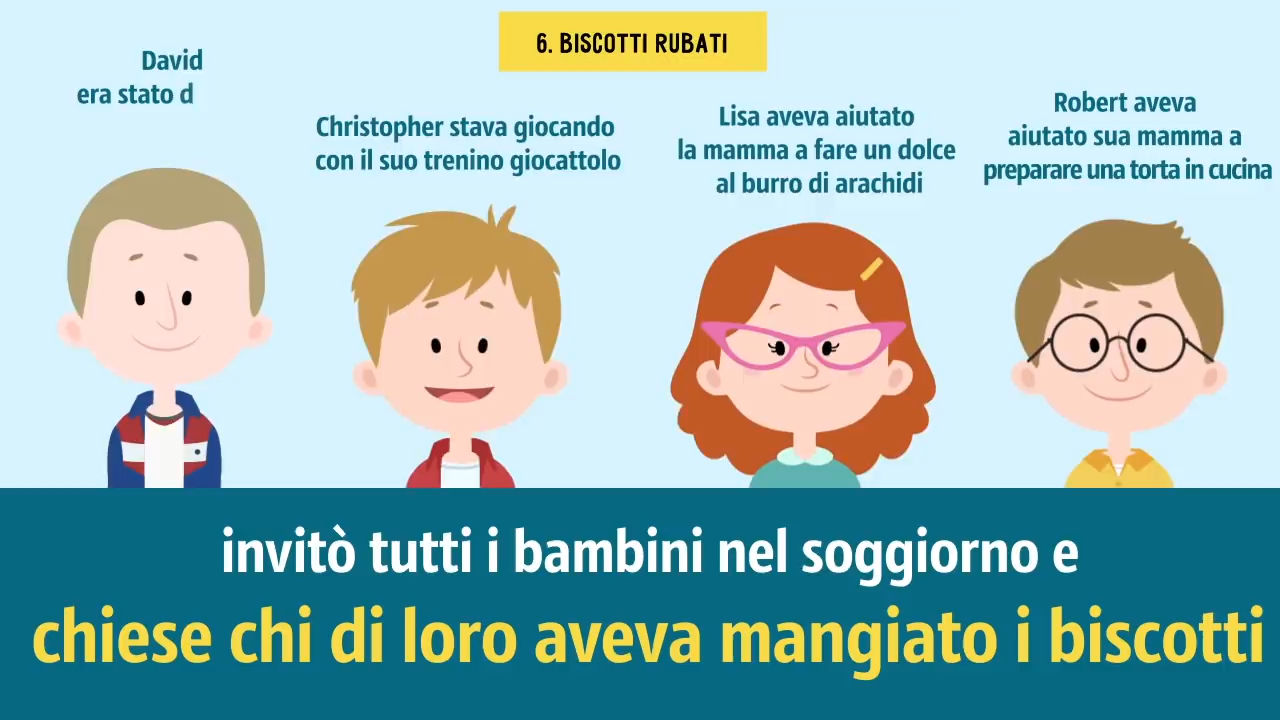 6. BISCOTTI RUBATI
David
era stato d
Christopher stava giocando
con il suo trenino giocattolo
Lisa aveva aiutato
la mamma a fare un dolce
al burro di arachidi
Robert aveva
aiutato sua mamma a
preparare una torta in cucina
invitò tutti i bambini nel soggiorno e
chiese chi di loro aveva mangiato i biscotti